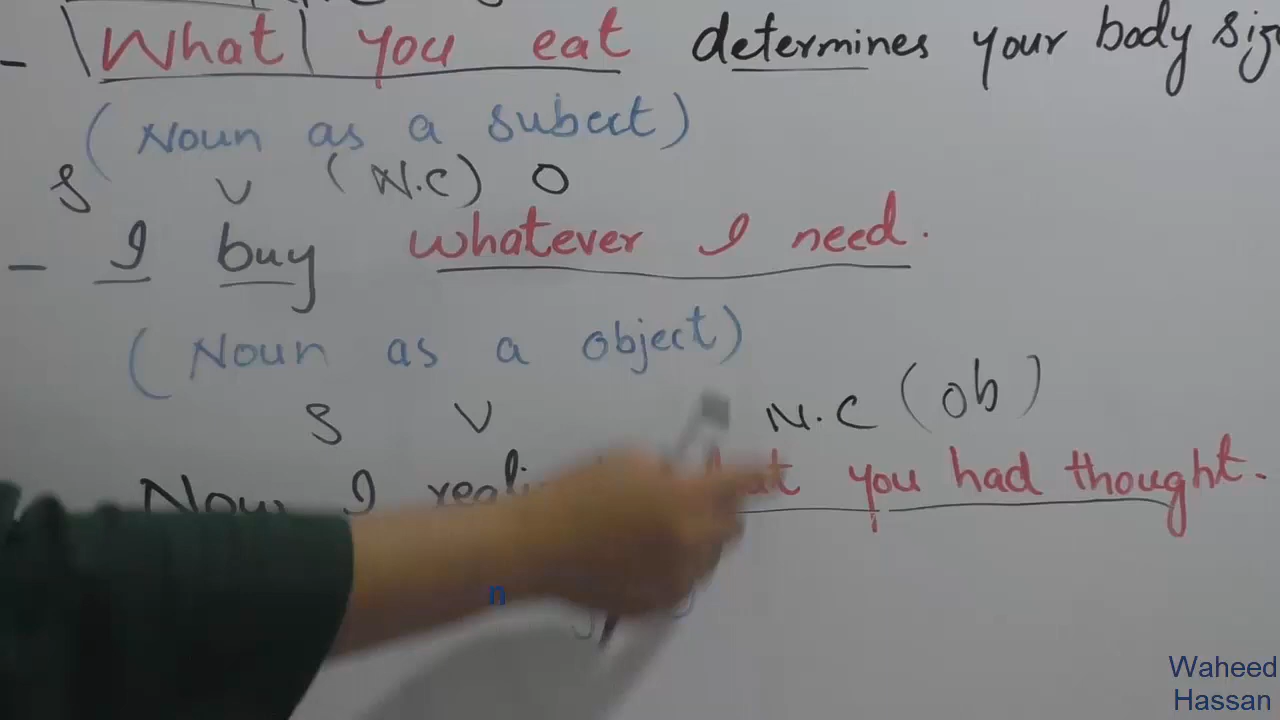 - What you eat determines your body
(Noun as a subect)
S V (N.C) O
- I buy whatever I need.
(Noun as a object)
S V N.C (ob)
Now I you had thought.
n
Waheed
Hassan